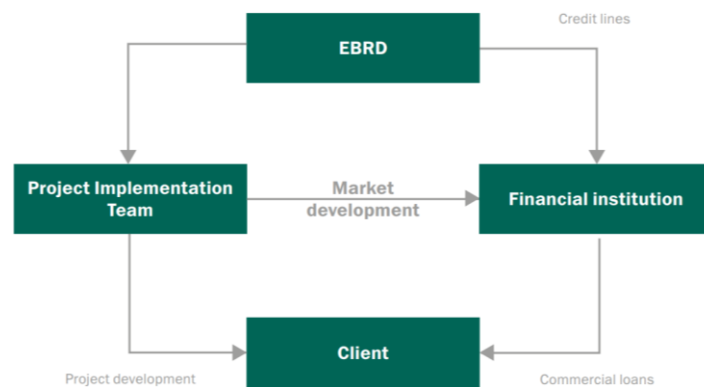 Credit lines
EBRD
Project Implementation
Team
Market
development
Financial institution
Client
Project development
Commercial loans